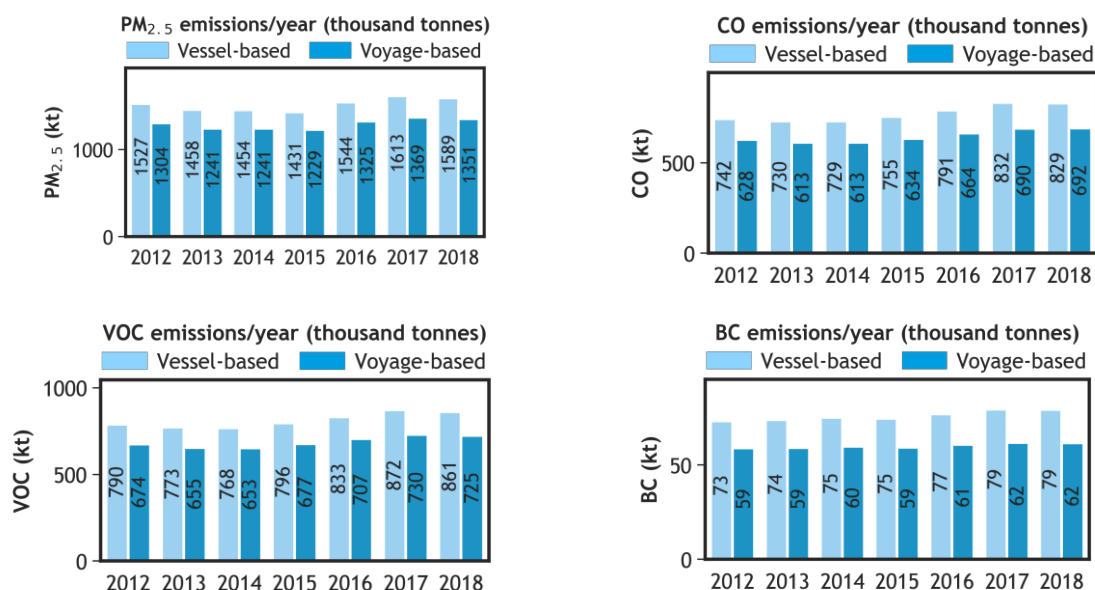 PM2.5 emissions/year (thousand tonnes)
Vessel-based Voyage-based
PM2.5 (kt)
1000
0
1527 1304 1458 1241 1454 1241 1431 1229 1544 1325 1613 1369 1589 1351
2012 2013 2014 2015 2016 2017 2018
CO emissions/year (thousand tonnes)
Vessel-based Voyage-based
CO (kt)
500
0
742 628 730 613 729 613 755 634 791 664 832 690 829 692
2012 2013 2014 2015 2016 2017 2018
VOC emissions/year (thousand tonnes)
Vessel-based Voyage-based
VOC (kt)
1000
500
0
790 674 773 655 768 653 796 677 833 707 872 730 861 725
2012 2013 2014 2015 2016 2017 2018
BC emissions/year (thousand tonnes)
Vessel-based Voyage-based
BC (kt)
50
0
73 59 74 59 75 60 75 59 77 61 79 62 79 62
2012 2013 2014 2015 2016 2017 2018